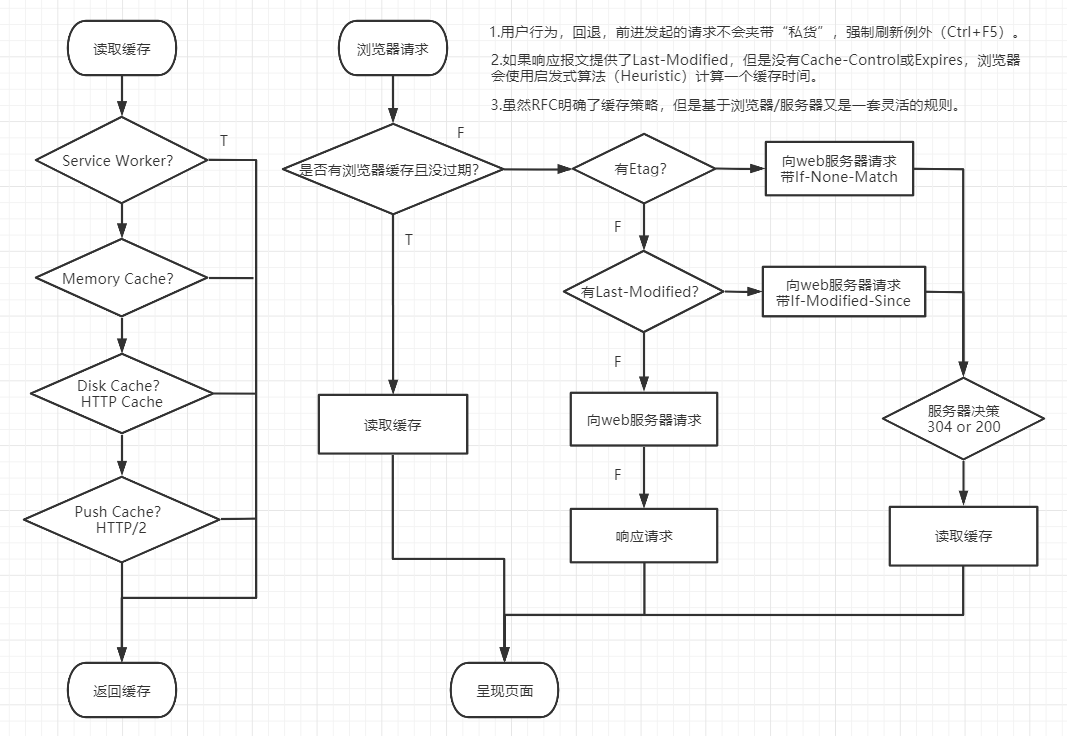 读取缓存
Service Worker?
T
Memory Cache?
Disk Cache?
HTTP Cache
Push Cache?
HTTP/2
返回缓存
浏览器请求
1.用户行为，回退，前进发起的请求不会夹带“私货”，强制刷新例外（Ctrl+F5）。
2.如果响应报文提供了Last-Modified，但是没有Cache-Control或Expires，浏览器
会使用启发式算法（Heuristic）计算一个缓存时间。
3.虽然RFC明确了缓存策略，但是基于浏览器/服务器又是一套灵活的规则。
是否有浏览器缓存且没过期?
F
T
读取缓存
有Etag?
向web服务器请求
带If-None-Match
F
有Last-Modified?
向web服务器请求
带If-Modified-Since
F
向web服务器请求
F
响应请求
服务器决策
304 or 200
读取缓存
呈现页面